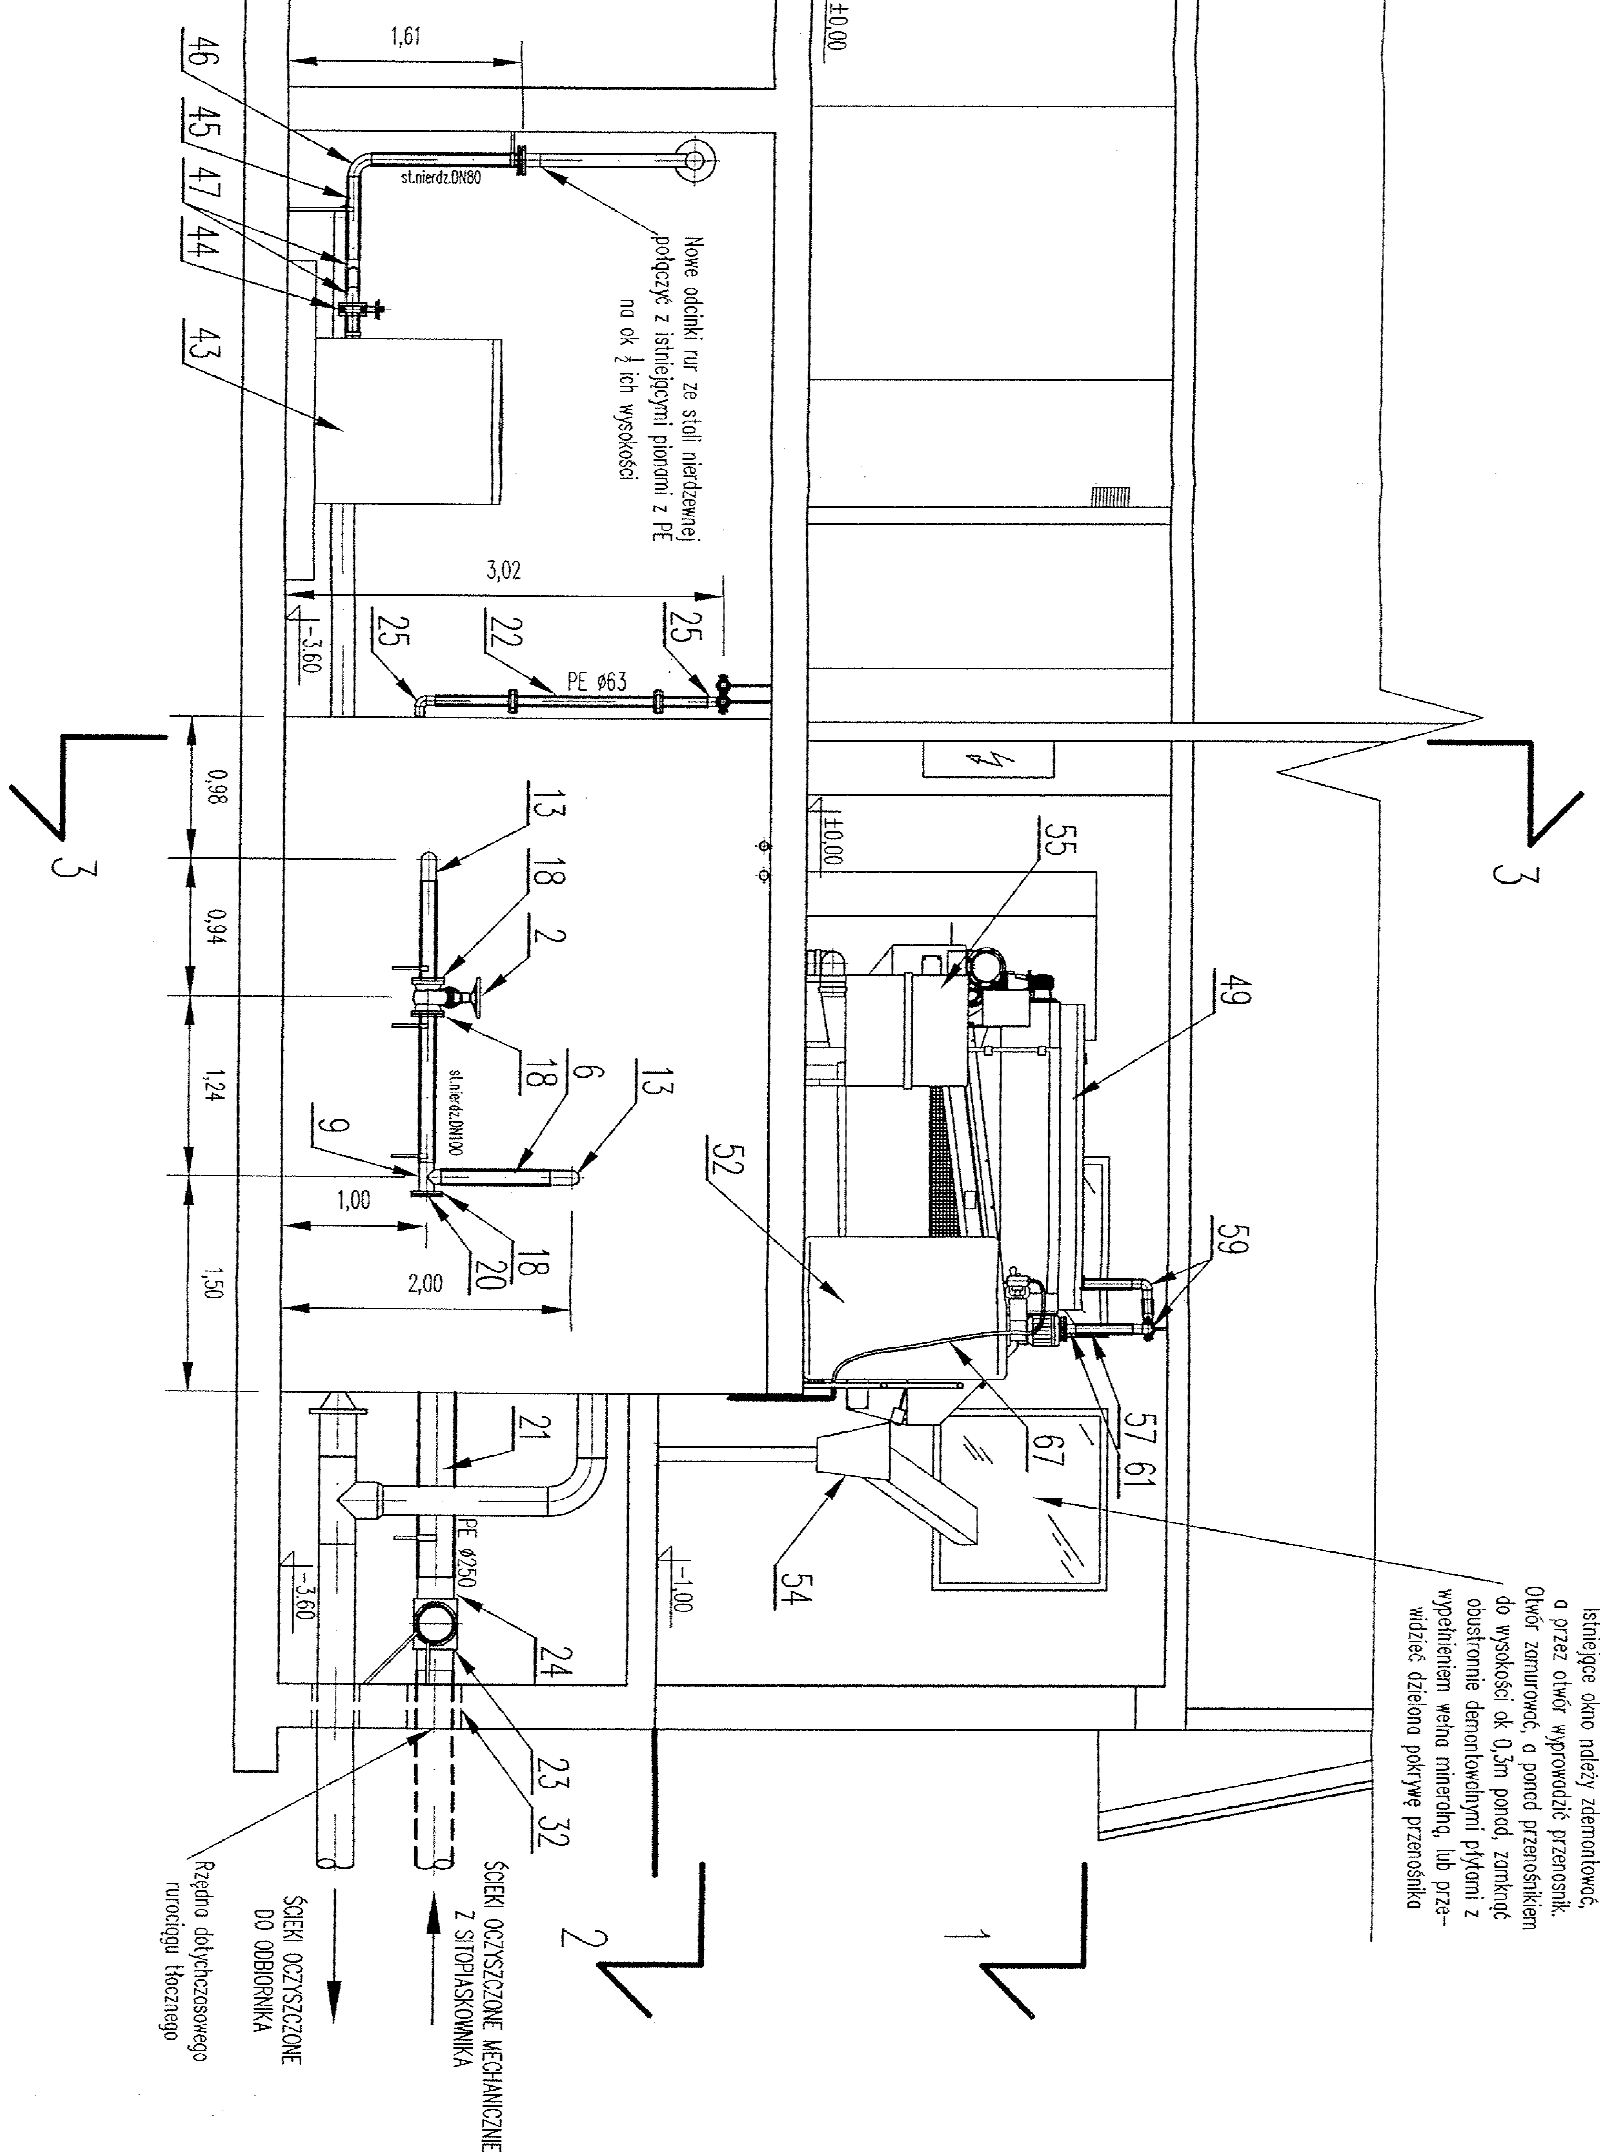 ±0,00
1,61
46
45
47
44
43
st.nierdz.DN80
Nowe odcinki rur ze stali nierdzewnej
połączyć z istniejącymi pionami z PE
na ok ½ ich wysokości
3,02
-3.60
25
22
25
PE ø63
3
3
0,98
0,94
1,24
1,50
13
18
2
18
6
13
9
st.nierdz.DN100
1,00
2,00
18
20
±0,00
55
49
52
59
57
61
67
54
21
PE ø250
-3.60
-1,00
24
23
32
Istniejące okno należy zdemontować,
a przez otwór wyprowadzić przenośnik.
Otwór zamurować, a ponad przenośnikiem
do wysokości ok 0,3m ponad, zamknąć
obustronnie demontowalnymi płytami z
wypełnieniem wełną mineralną, lub prze-
widzieć dzieloną pokrywę przenośnika
1
2
ŚCIEKI OCZYSZCZONE MECHANICZNIE
Z SITOPIASKOWNIKA
ŚCIEKI OCZYSZCZONE
DO ODBIORNIKA
Rzędna dotychczasowego
rurociągu tłocznego